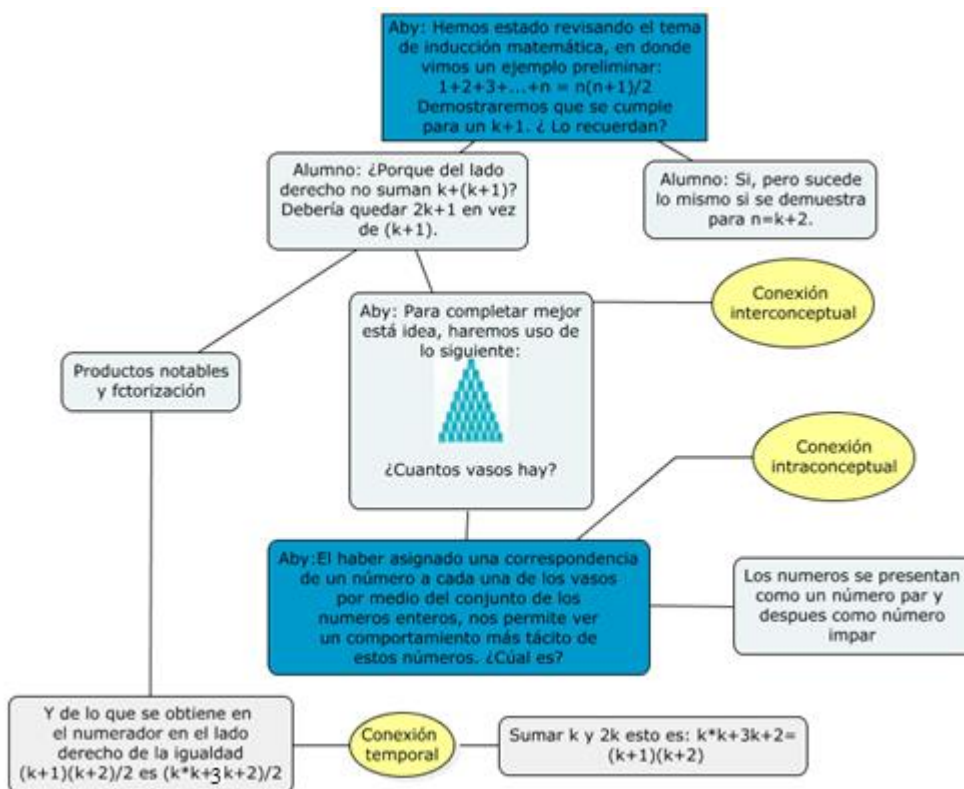 Aby: Hemos estado revisando el tema
de inducción matemática, en donde
vimos un ejemplo preliminar:
1+2+3+...+n = n(n+1)/2
Demostraremos que se cumple
para un k+1. ¿ Lo recuerdan?
Alumno: ¿Porque del lado
derecho no suman k+(k+1)?
Debería quedar 2k+1 en vez
de (k+1).
Alumno: Si, pero sucede
lo mismo si se demuestra
para n=k+2.
Conexión
interconceptual
Aby: Para completar mejor
está idea, haremos uso de
lo siguiente:
¿Cuantos vasos hay?
Productos notables
y fctorización
Conexión
intraconceptual
Aby:El haber asignado una correspondencia
de un número a cada una de los vasos
por medio del conjunto de los
numeros enteros, nos permite ver
un comportamiento más tácito de
estos números. ¿Cúal es?
Los numeros se presentan
como un número par y
despues como número
impar
Y de lo que se obtiene en
el numerador en el lado
derecho de la igualdad
(k+1)(k+2)/2 es (k*k+3k+2)/2
Conexión
temporal
Sumar k y 2k esto es: k*k+3k+2=
(k+1)(k+2)